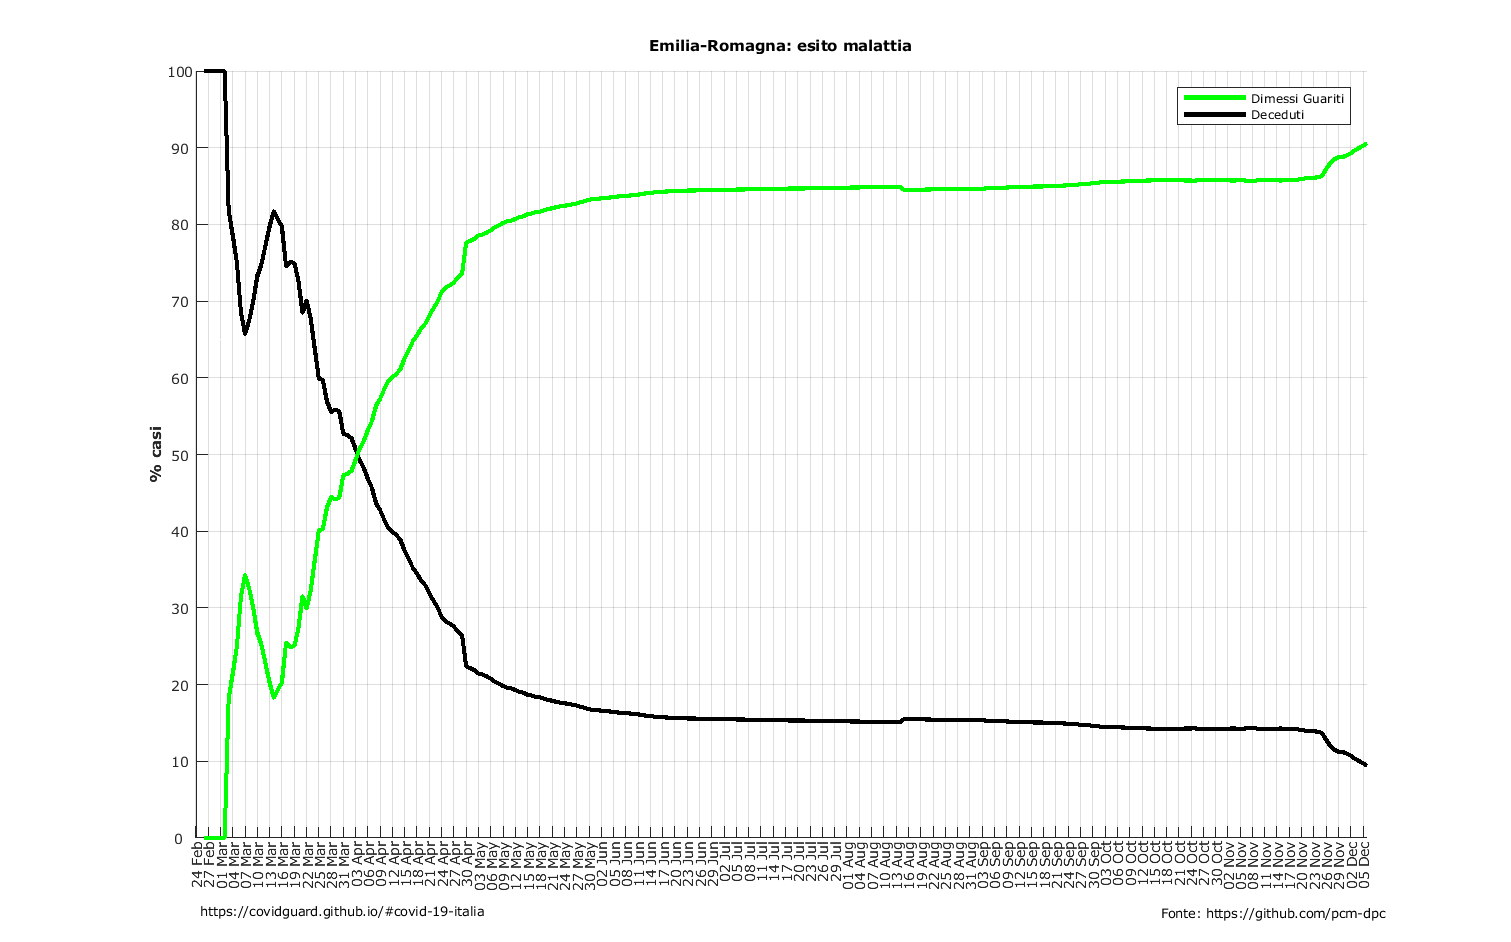 Emilia-Romagna: esito malattia
Dimessi Guariti
Deceduti
% casi
100
90
80
70
60
50
40
30
20
10
0
24 Feb
27 Feb
01 Mar
04 Mar
07 Mar
10 Mar
13 Mar
16 Mar
19 Mar
22 Mar
25 Mar
28 Mar
31 Mar
03 Apr
06 Apr
09 Apr
12 Apr
15 Apr
18 Apr
21 Apr
24 Apr
27 Apr
30 Apr
03 May
06 May
09 May
12 May
15 May
18 May
21 May
24 May
27 May
30 May
02 Jun
05 Jun
08 Jun
11 Jun
14 Jun
17 Jun
20 Jun
23 Jun
26 Jun
29 Jun
02 Jul
05 Jul
08 Jul
11 Jul
14 Jul
17 Jul
20 Jul
23 Jul
26 Jul
29 Jul
01 Aug
04 Aug
07 Aug
10 Aug
13 Aug
16 Aug
19 Aug
22 Aug
25 Aug
28 Aug
31 Aug
03 Sep
06 Sep
09 Sep
12 Sep
15 Sep
18 Sep
21 Sep
24 Sep
27 Sep
30 Sep
03 Oct
06 Oct
09 Oct
12 Oct
15 Oct
18 Oct
21 Oct
24 Oct
27 Oct
30 Oct
02 Nov
05 Nov
08 Nov
11 Nov
14 Nov
17 Nov
20 Nov
23 Nov
26 Nov
29 Nov
02 Dec
05 Dec
https://covidguard.github.io/#covid-19-italia
Fonte: https://github.com/pcm-dpc